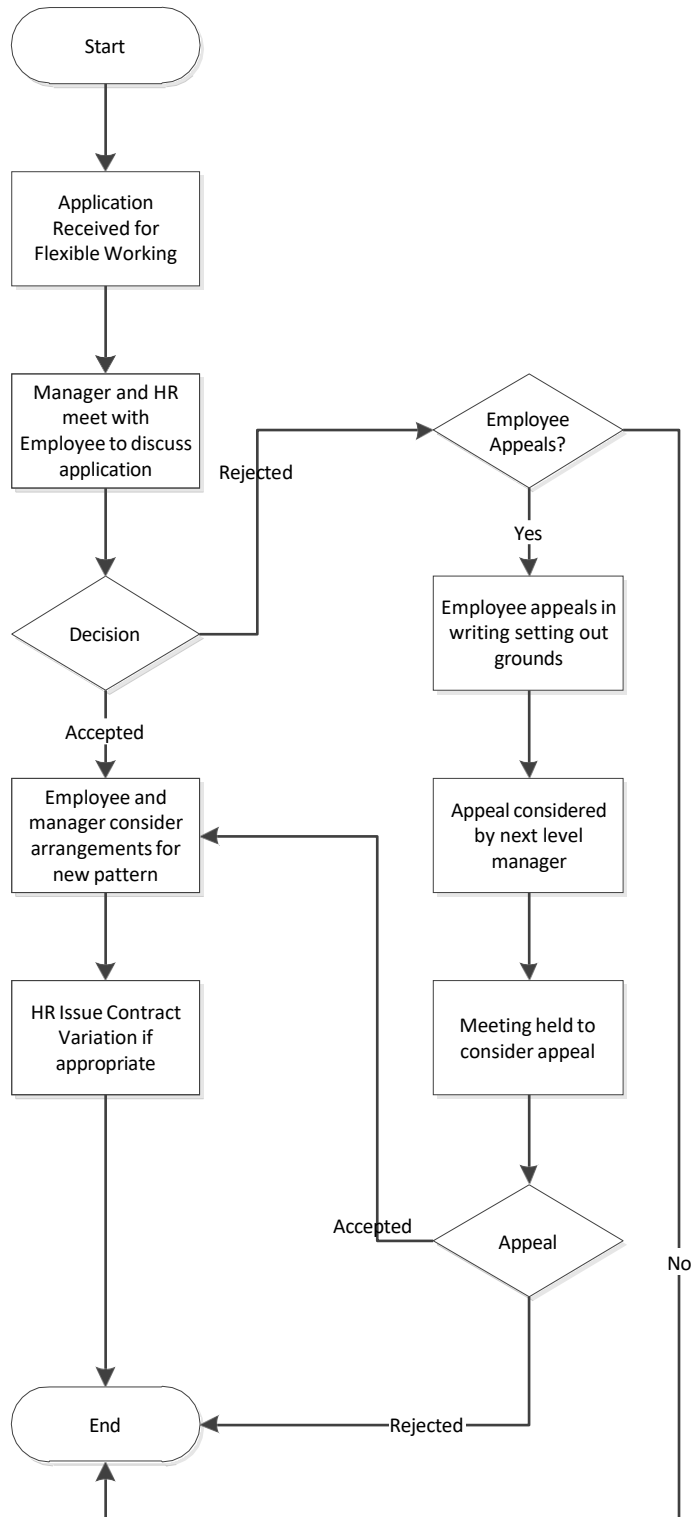 Start
Application
Received for
Flexible Working
Manager and HR
meet with
Employee to discuss
application
Rejected
Employee
Appeals?
Yes
Decision
Employee appeals in
writing setting out
grounds
Accepted
Employee and
manager consider
arrangements for
new pattern
Appeal considered
by next level
manager
HR Issue Contract
Variation if
appropriate
Meeting held to
consider appeal
Accepted
Appeal
No
End
Rejected